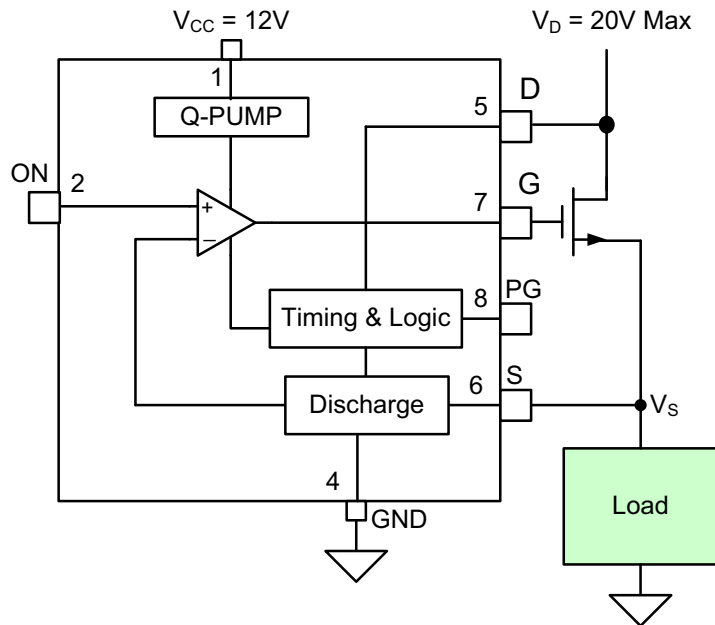 V_CC = 12V
V_D = 20V Max
1
Q-PUMP
5
D
ON
2
+
−
7
G
Timing & Logic
8
PG
Discharge
6
S
V_S
4
GND
Load